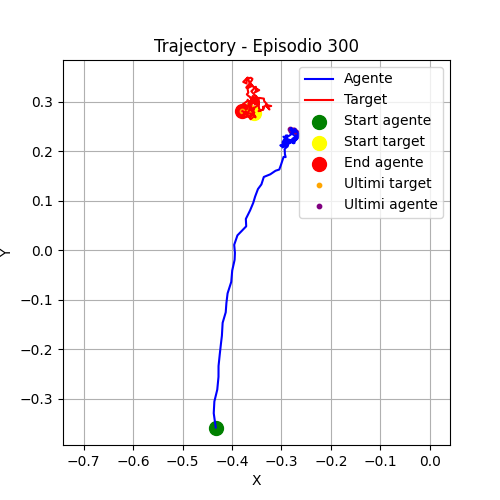 Trajectory - Episodio 300
Agente
Target
Start agente
Start target
End agente
Ultimi target
Ultimi agente
Y
0.3
0.2
0.1
0.0
−0.1
−0.2
−0.3
−0.7 −0.6 −0.5 −0.4 −0.3 −0.2 −0.1 0.0
X